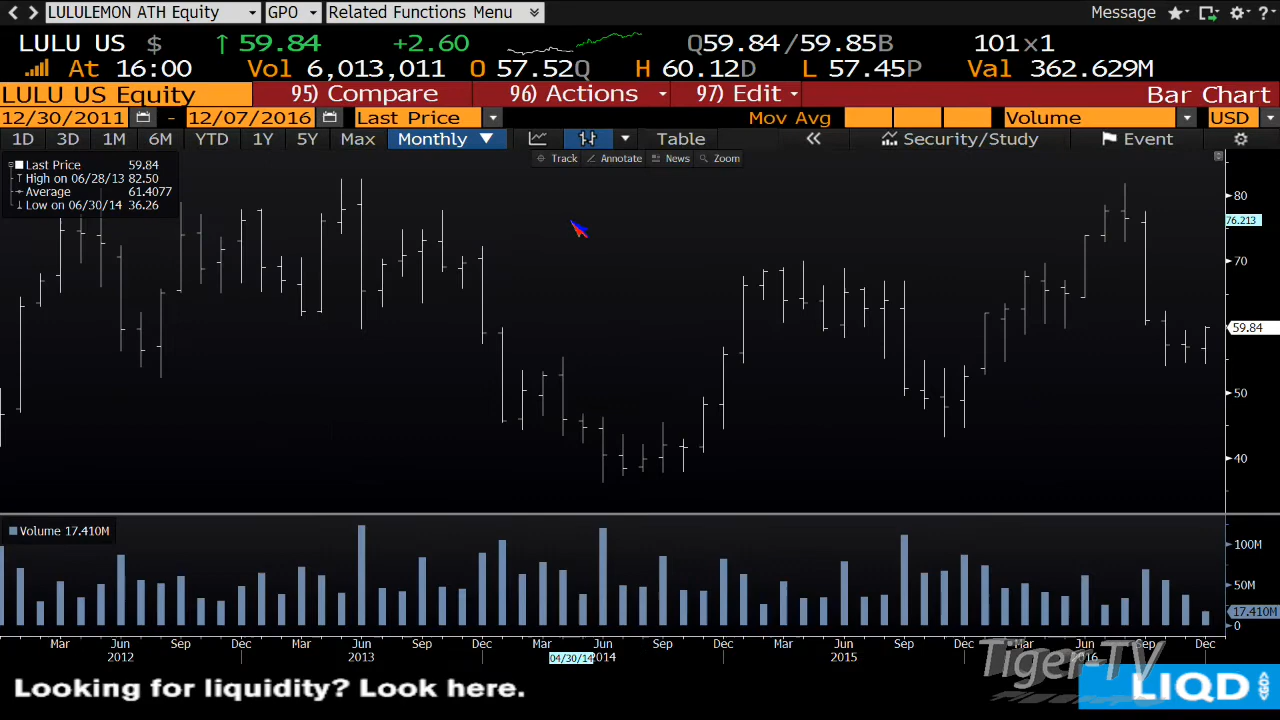 LULULEMON ATH Equity GPO Related Functions Menu Message
LULU US $ ↑ 59.84 +2.60 Q59.84 / 59.85B 101 x 1
At 16:00 Vol 6,013,011 O 57.52Q H 60.12D L 57.45P Val 362.629M
LULU US Equity 95) Compare 96) Actions 97) Edit Bar Chart
12/30/2011 - 12/07/2016 Last Price Mov Avg Volume USD
1D 3D 1M 6M YTD 1Y 5Y Max Monthly ▼ Table « Security/Study Event
Track Annotate News Zoom
Last Price 59.84
High on 06/28/13 82.50
Average 61.4077
Low on 06/30/14 36.26
80
76.213
70
59.84
50
40
Volume 17.410M
100M
50M
17.410M
0
Mar Jun Sep Dec Mar Jun Sep Dec Mar Jun Sep Dec Mar Jun Sep Dec Mar Jun Sep Dec
2012 2013 04/30/14 2014 2015 2016
Tiger-TV
Looking for liquidity? Look here. LIQD